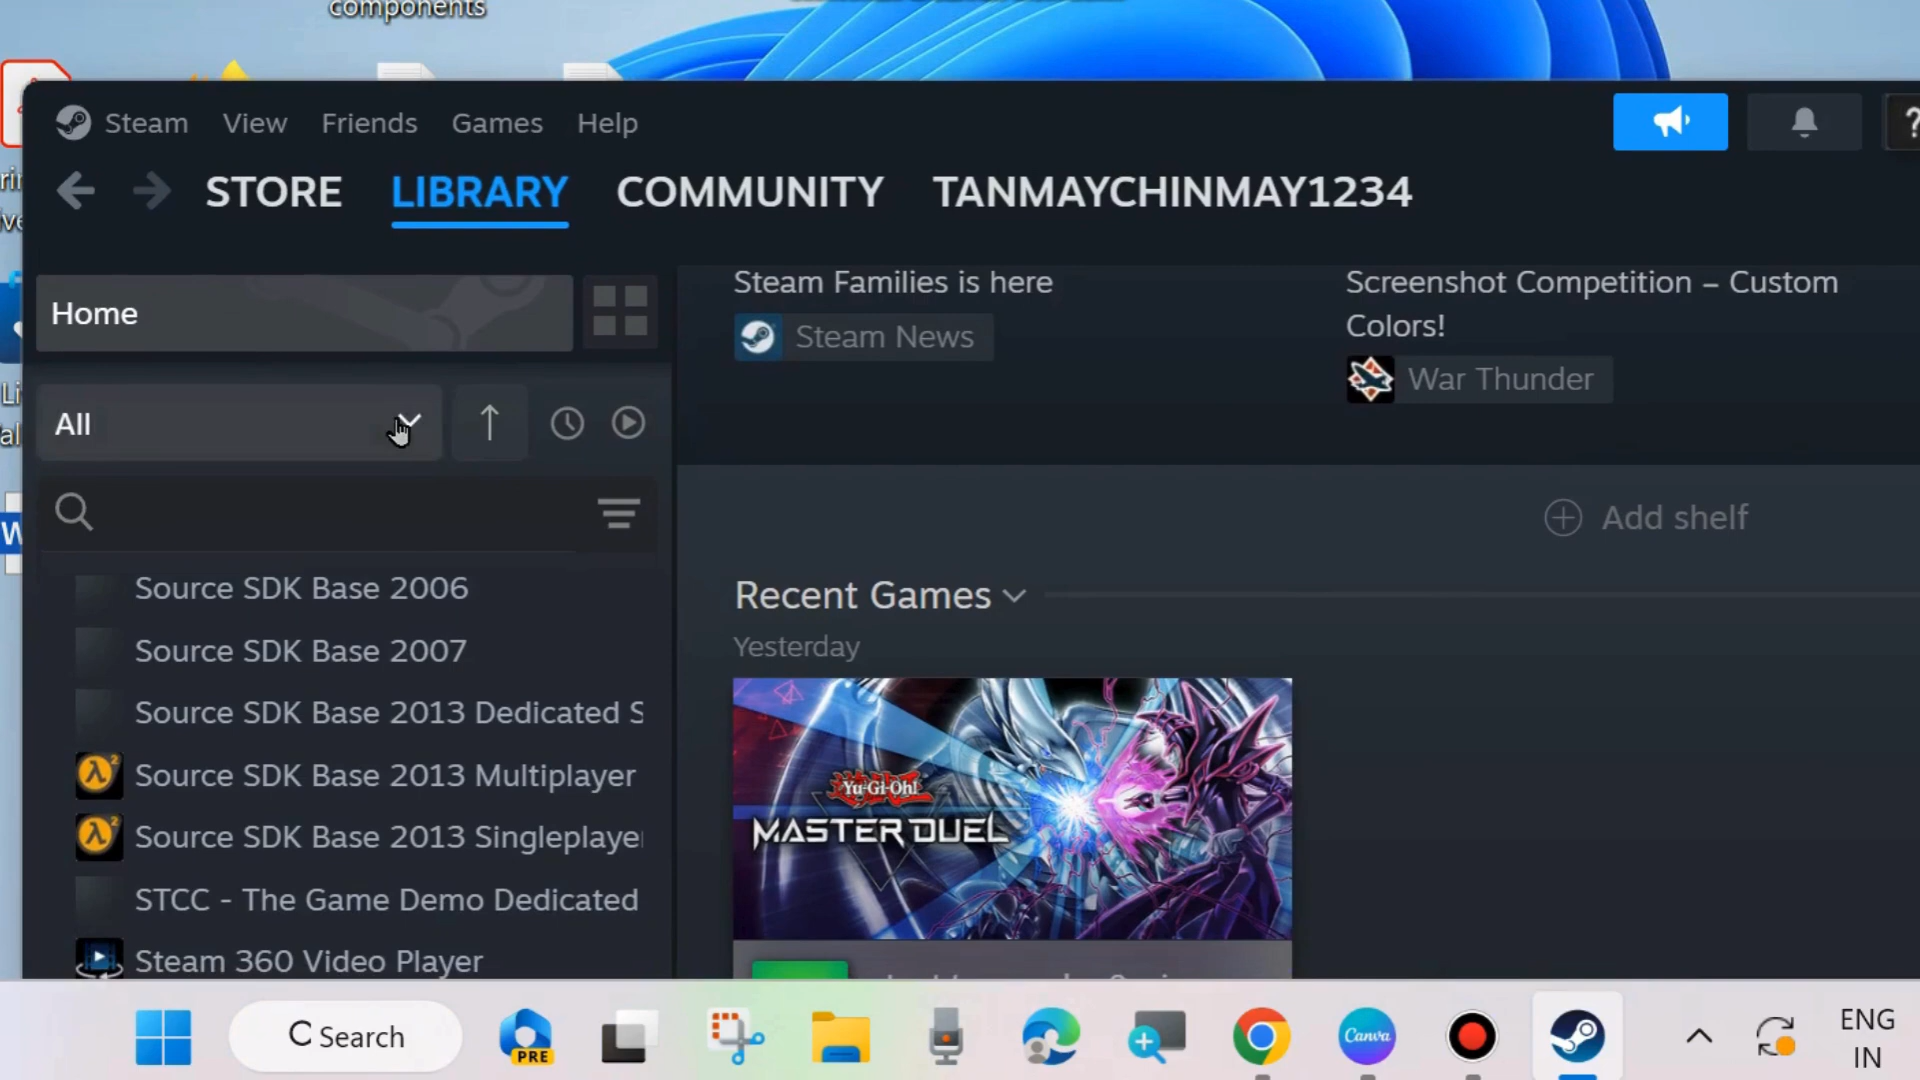 components
Steam View Friends Games Help
?
STORE LIBRARY COMMUNITY TANMAYCHINMAY1234
Home
Steam Families is here
Steam News
Screenshot Competition – Custom
Colors!
War Thunder
All
Add shelf
Source SDK Base 2006
Source SDK Base 2007
Source SDK Base 2013 Dedicated S
Source SDK Base 2013 Multiplayer
Source SDK Base 2013 Singleplayer
STCC - The Game Demo Dedicated
Steam 360 Video Player
Recent Games
Yesterday
Yu-Gi-Oh!
MASTER DUEL
Search
PRE
Canva
ENG
IN